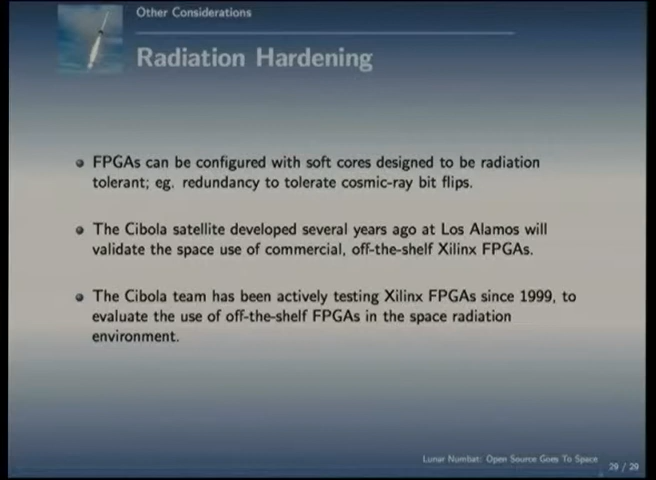 Other Considerations
Radiation Hardening
FPGAs can be configured with soft cores designed to be radiation
tolerant; eg. redundancy to tolerate cosmic-ray bit flips.
The Cibola satellite developed several years ago at Los Alamos will
validate the space use of commercial, off-the-shelf Xilinx FPGAs.
The Cibola team has been actively testing Xilinx FPGAs since 1999, to
evaluate the use of off-the-shelf FPGAs in the space radiation
environment.
Lunar Numbat: Open Source Goes To Space
29 / 29